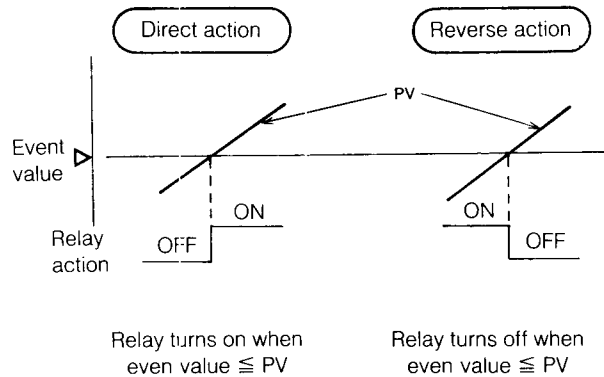 Direct action
Reverse action
PV
Event
value
ON
OFF
Relay
action
ON
OFF
Relay turns on when
even value ≦ PV
Relay turns off when
even value ≦ PV